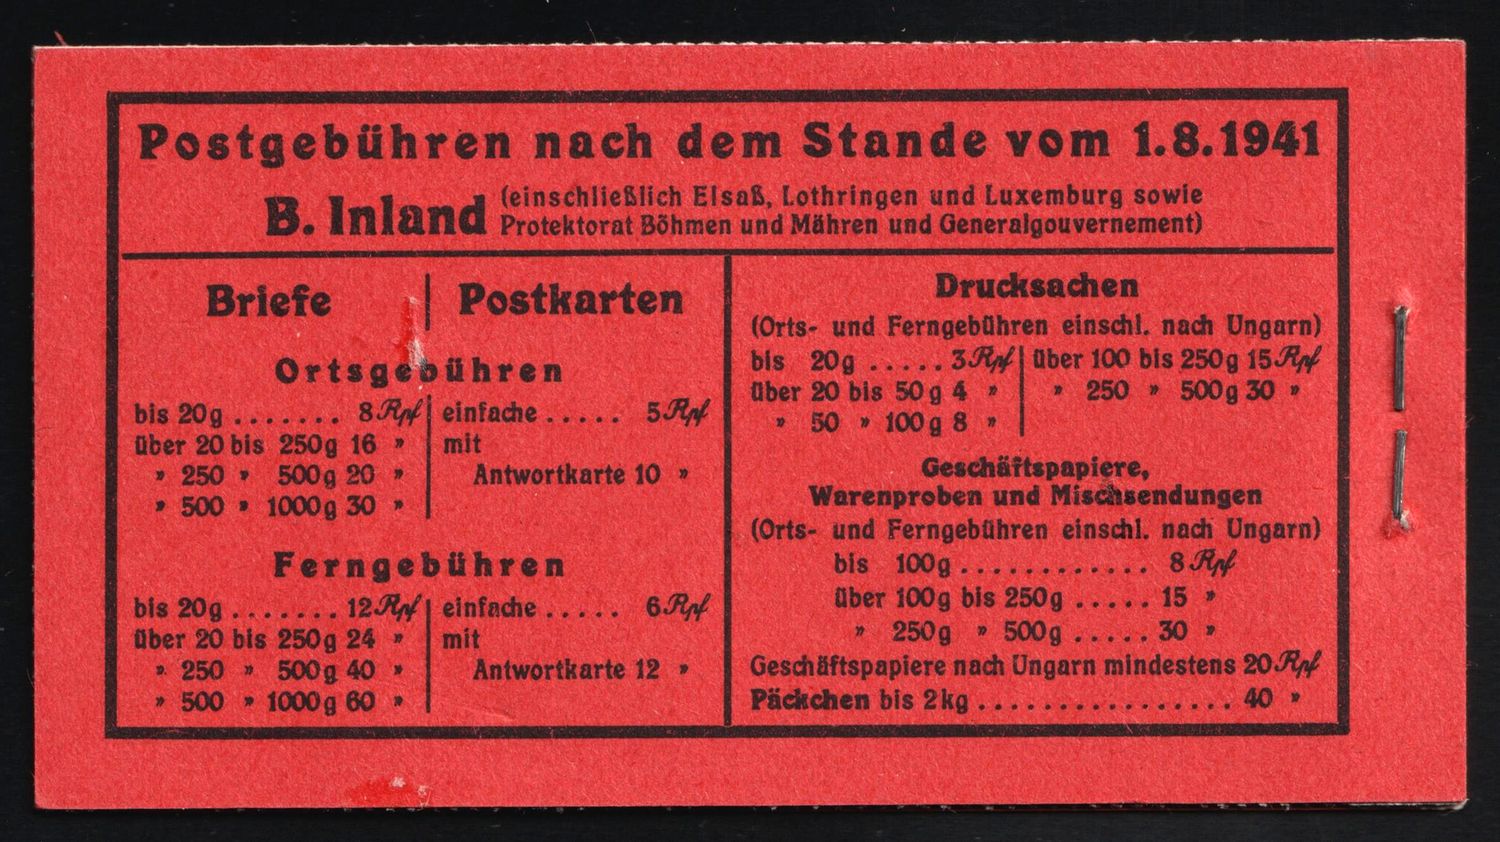 Postgebühren nach dem Stande vom 1.8.1941
B. Inland (einschließlich Elsaß, Lothringen und Luxemburg sowie
Protektorat Böhmen und Mähren und Generalgouvernement)
Briefe
Postkarten
Ortsgebühren
bis 20g ....... 8 Rpf
über 20 bis 250g 16 »
» 250 » 500g 20 »
» 500 » 1000g 30 »
einfache ..... 5 Rpf
mit
Antwortkarte 10 »
Ferngebühren
bis 20g ....... 12 Rpf
über 20 bis 250g 24 »
» 250 » 500g 40 »
» 500 » 1000g 60 »
einfache ..... 6 Rpf
mit
Antwortkarte 12 »
Drucksachen
(Orts- und Ferngebühren einschl. nach Ungarn)
bis 20g ..... 3 Rpf
über 20 bis 50g 4 »
» 50 » 100g 8 »
über 100 bis 250g 15 Rpf
» 250 » 500g 30 »
Geschäftspapiere,
Warenproben und Mischsendungen
(Orts- und Ferngebühren einschl. nach Ungarn)
bis 100g ............ 8 Rpf
über 100g bis 250g ..... 15 »
» 250g » 500g ..... 30 »
Geschäftspapiere nach Ungarn mindestens 20 Rpf
Päckchen bis 2kg ................ 40 »